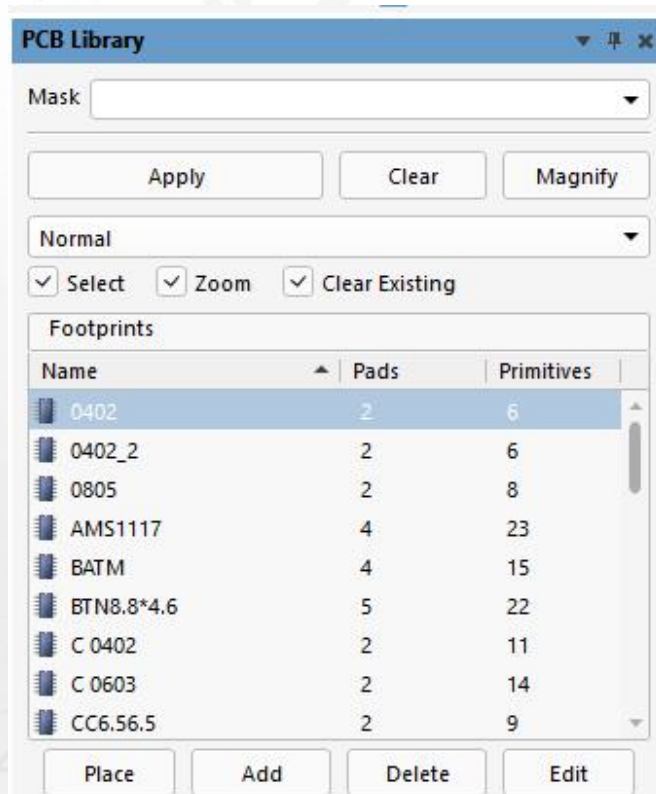 PCB Library
Mask
Apply Clear Magnify
Normal
Select Zoom Clear Existing
Footprints
Name Pads Primitives
0402 2 6
0402_2 2 6
0805 2 8
AMS1117 4 23
BATM 4 15
BTN8.8*4.6 5 22
C 0402 2 11
C 0603 2 14
CC6.56.5 2 9
Place Add Delete Edit